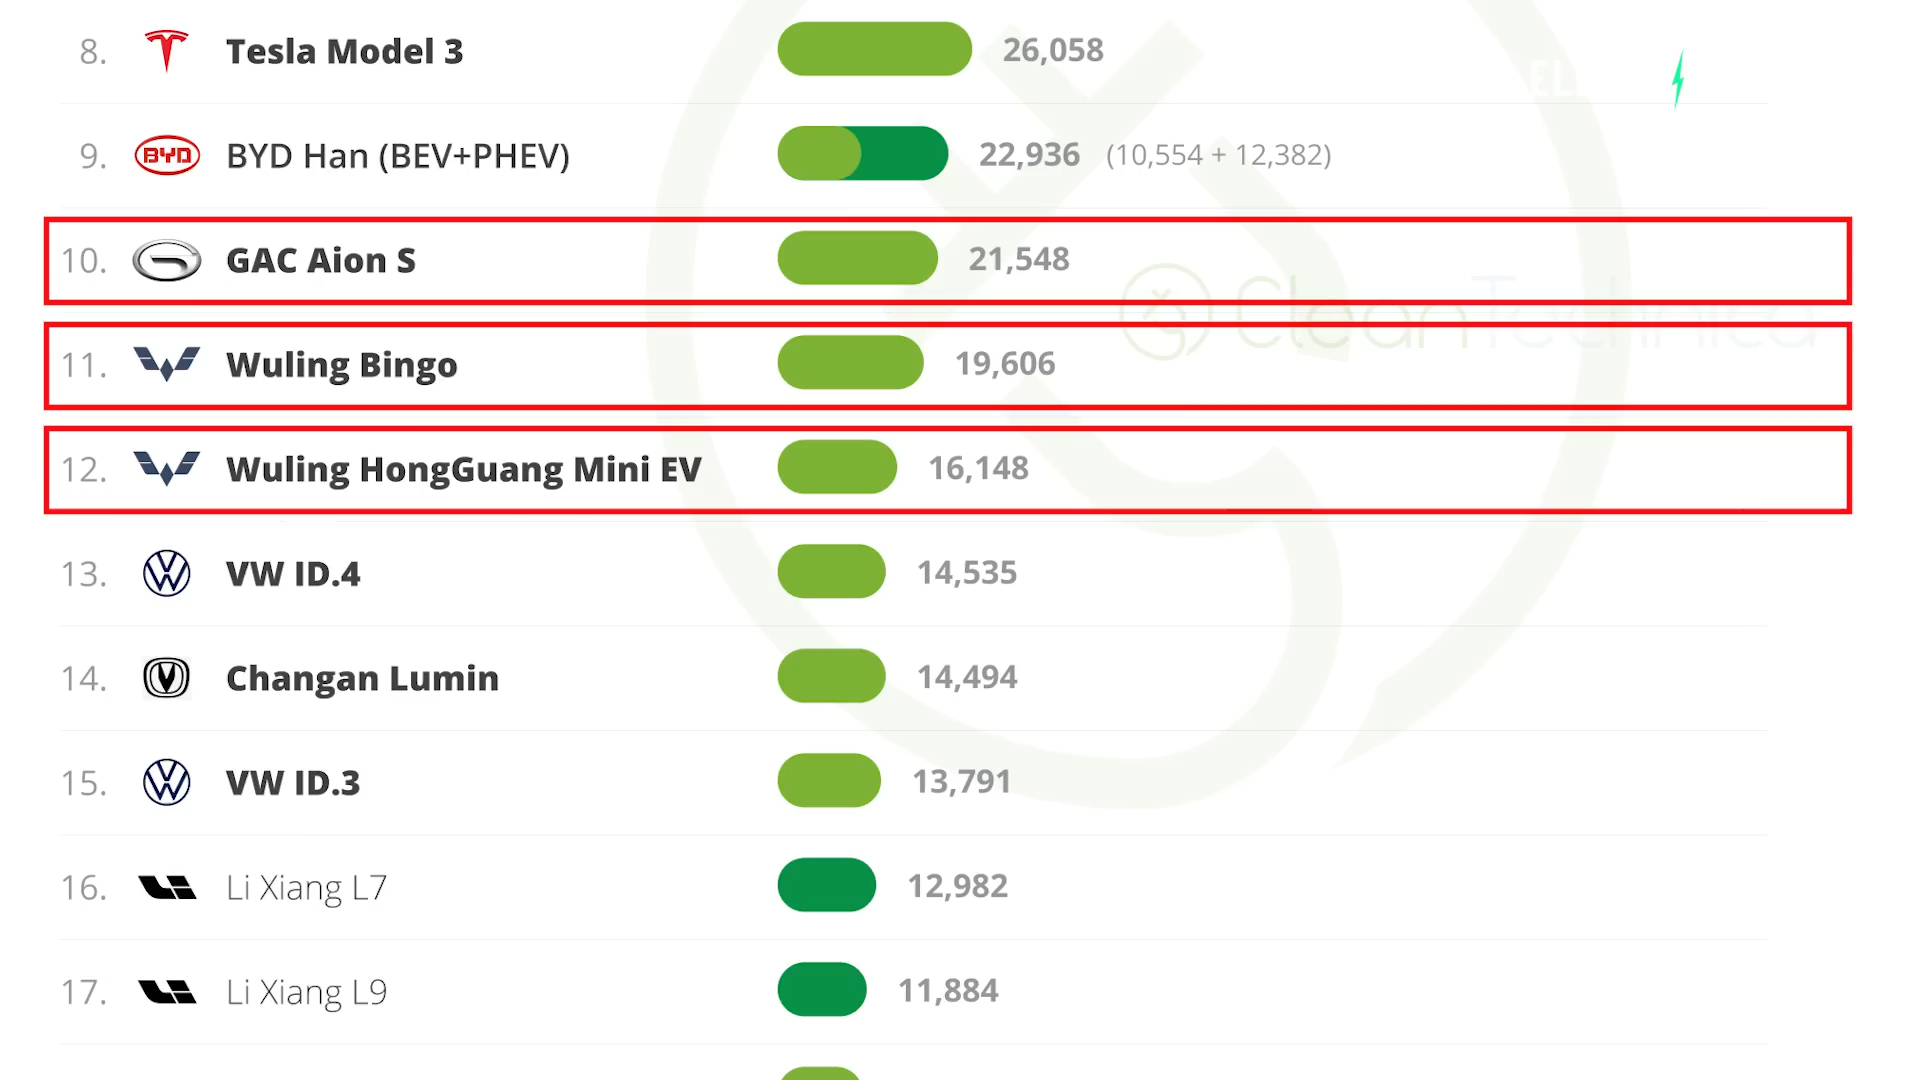 8. Tesla Model 3 26,058
EL
9. BYD BYD Han (BEV+PHEV) 22,936 (10,554 + 12,382)
10. GAC Aion S 21,548
CleanTechnica
11. Wuling Bingo 19,606
12. Wuling HongGuang Mini EV 16,148
13. VW ID.4 14,535
14. Changan Lumin 14,494
15. VW ID.3 13,791
16. Li Xiang L7 12,982
17. Li Xiang L9 11,884